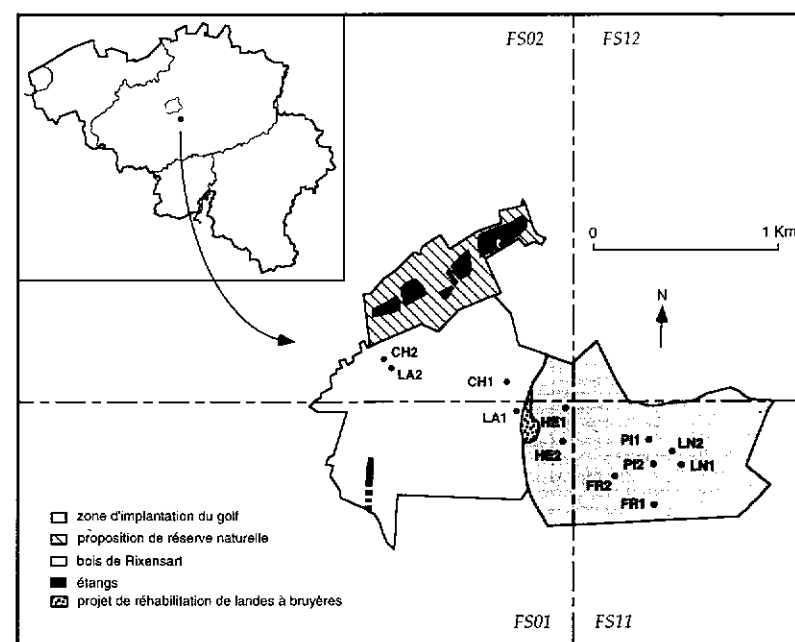 FS02 FS12
0 1 Km
N
CH2
LA2
CH1
LA1
HE1
HE2
PI1
LN2
PI2
LN1
FR2
FR1
zone d'implantation du golf
proposition de réserve naturelle
bois de Rixensart
étangs
projet de réhabilitation de landes à bruyères
FS01 FS11